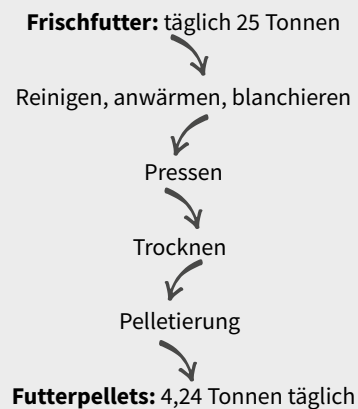 Frischfutter: täglich 25 Tonnen
Reinigen, anwärmen, blanchieren
Pressen
Trocknen
Pelletierung
Futterpellets: 4,24 Tonnen täglich